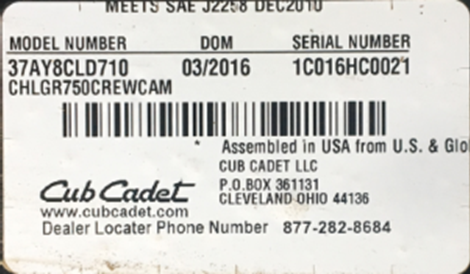 MEETS SAE J2258 DEC2010
MODEL NUMBER DOM SERIAL NUMBER
37AY8CLD710 03/2016 1C016HC0021
CHLGR750CREWCAM
Assembled in USA from U.S. & Glo
CUB CADET LLC
P.O.BOX 361131
CLEVELAND OHIO 44136
Cub Cadet
www.cubcadet.com
Dealer Locater Phone Number 877-282-8684